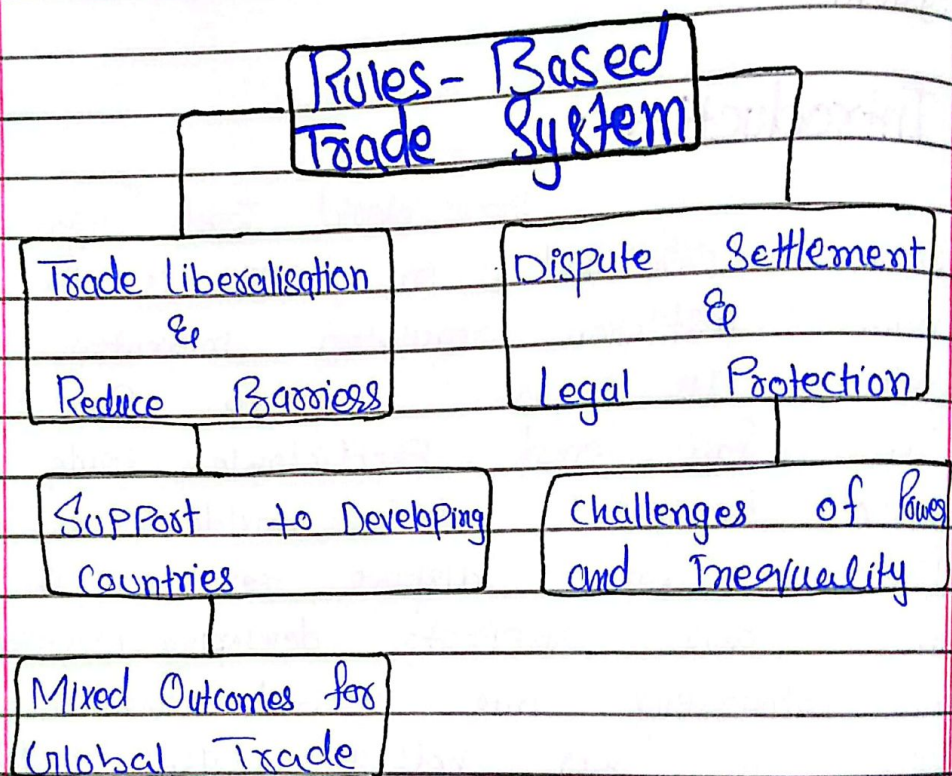 Rules-Based
Trade System
Trade liberalisation
&
Reduce Barriers
Dispute Settlement
&
Legal Protection
Support to Developing
Countries
Challenges of Power
and Inequality
Mixed Outcomes for
Global Trade